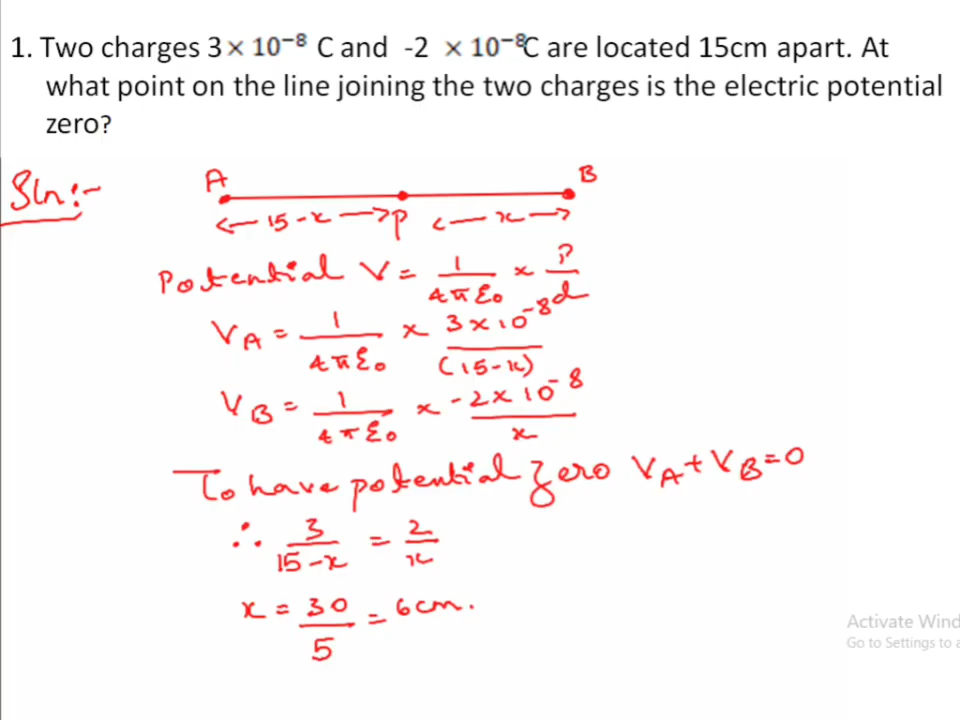 1. Two charges 3 × 10⁻⁸ C and -2 × 10⁻⁸C are located 15cm apart. At
what point on the line joining the two charges is the electric potential
zero?
Sln:-
A B
15-x P x
Potential V = 1/4πε₀ × q/d
V_A = 1/4πε₀ × 3×10⁻⁸/(15-x)
V_B = 1/4πε₀ × -2×10⁻⁸/x
To have potential zero V_A + V_B = 0
∴ 3/15-x = 2/x
x = 30/5 = 6cm.
Activate Wind
Go to Settings to a